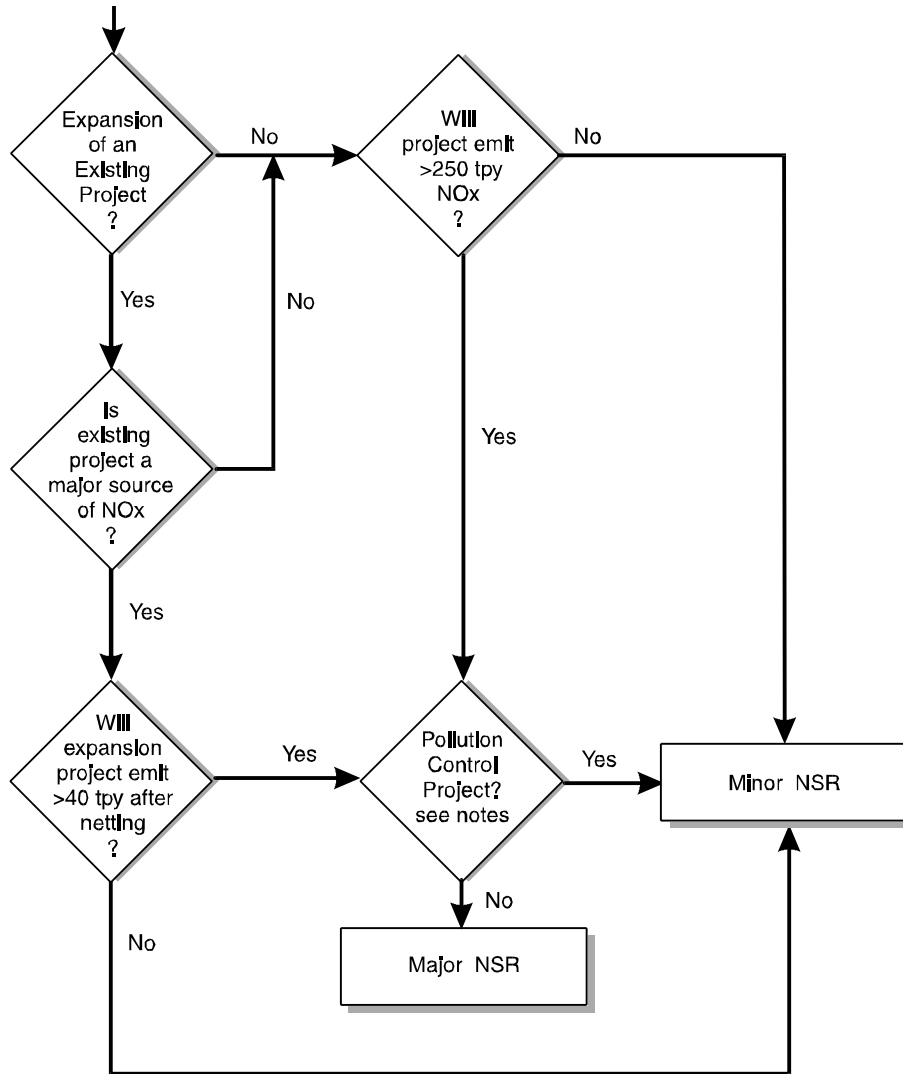 Expansion
of an
Existing
Project
?
No
Will
project emit
>250 tpy
NOx
?
No
Yes
No
Is
existing
project a
major source
of NOx
?
Yes
Yes
Will
expansion
project emit
>40 tpy after
netting
?
Yes
Pollution
Control
Project?
see notes
Yes
Minor NSR
No
No
Major NSR